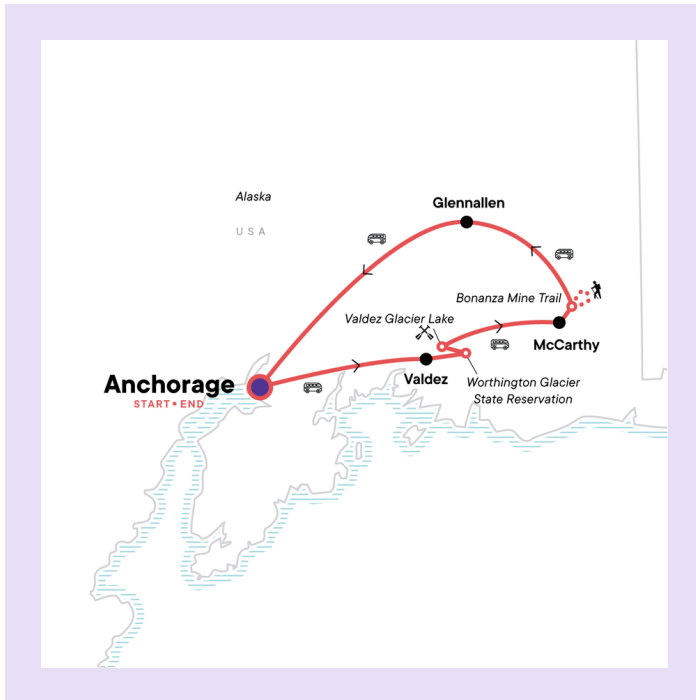 Alaska
USA
Glennallen
Bonanza Mine Trail
Valdez Glacier Lake
McCarthy
Anchorage
START • END
Valdez
Worthington Glacier
State Reservation